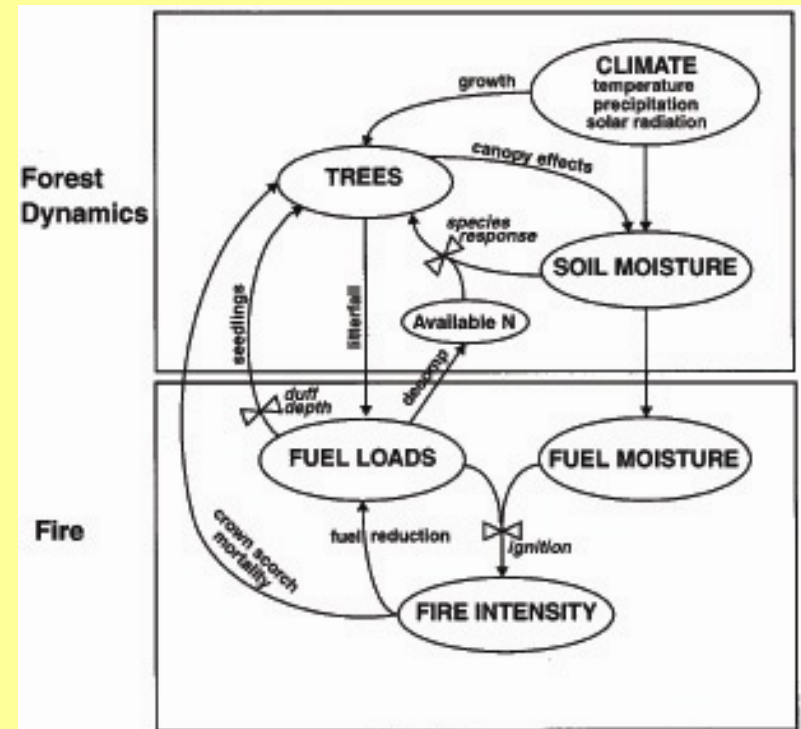 CLIMATE
temperature
precipitation
solar radiation
growth
canopy effects
TREES
Forest
Dynamics
species
response
SOIL MOISTURE
seedlings
litterfall
Available N
decomp
duff
depth
FUEL LOADS
FUEL MOISTURE
Fire
crown scorch
mortality
fuel reduction
ignition
FIRE INTENSITY